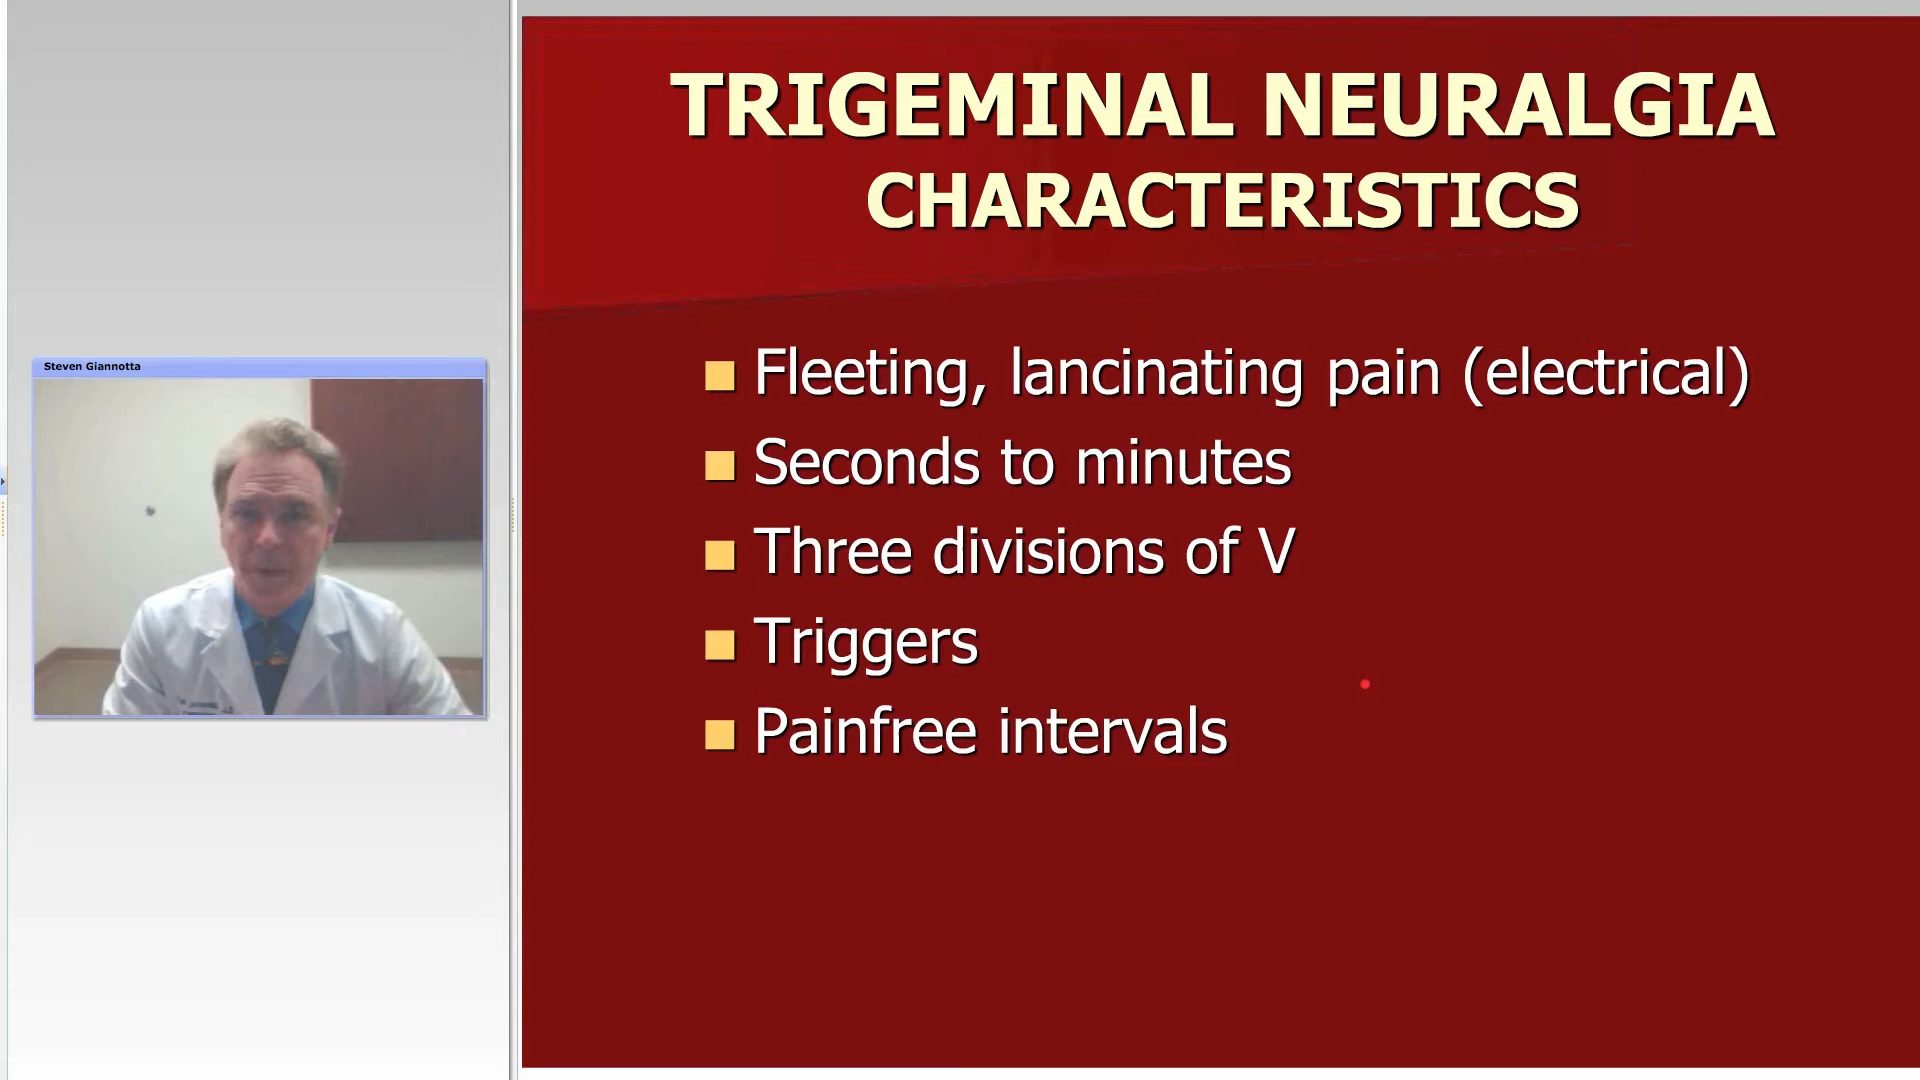 Steven Giannotta
TRIGEMINAL NEURALGIA
CHARACTERISTICS
Fleeting, lancinating pain (electrical)
Seconds to minutes
Three divisions of V
Triggers
Painfree intervals